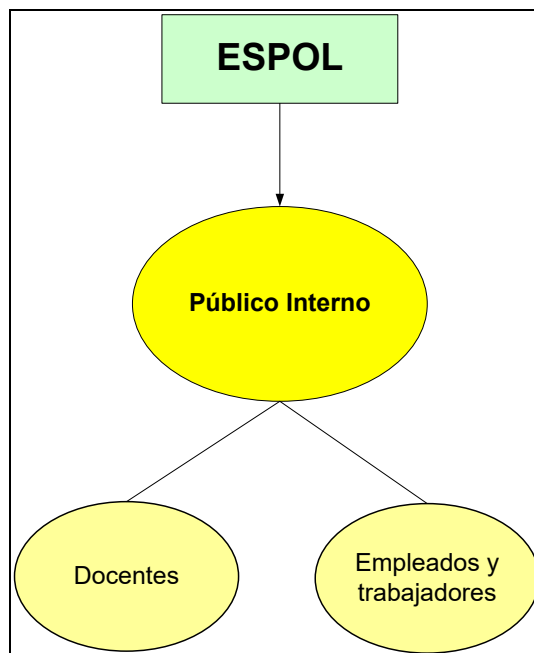 ESPOL
Público Interno
Docentes
Empleados y
trabajadores